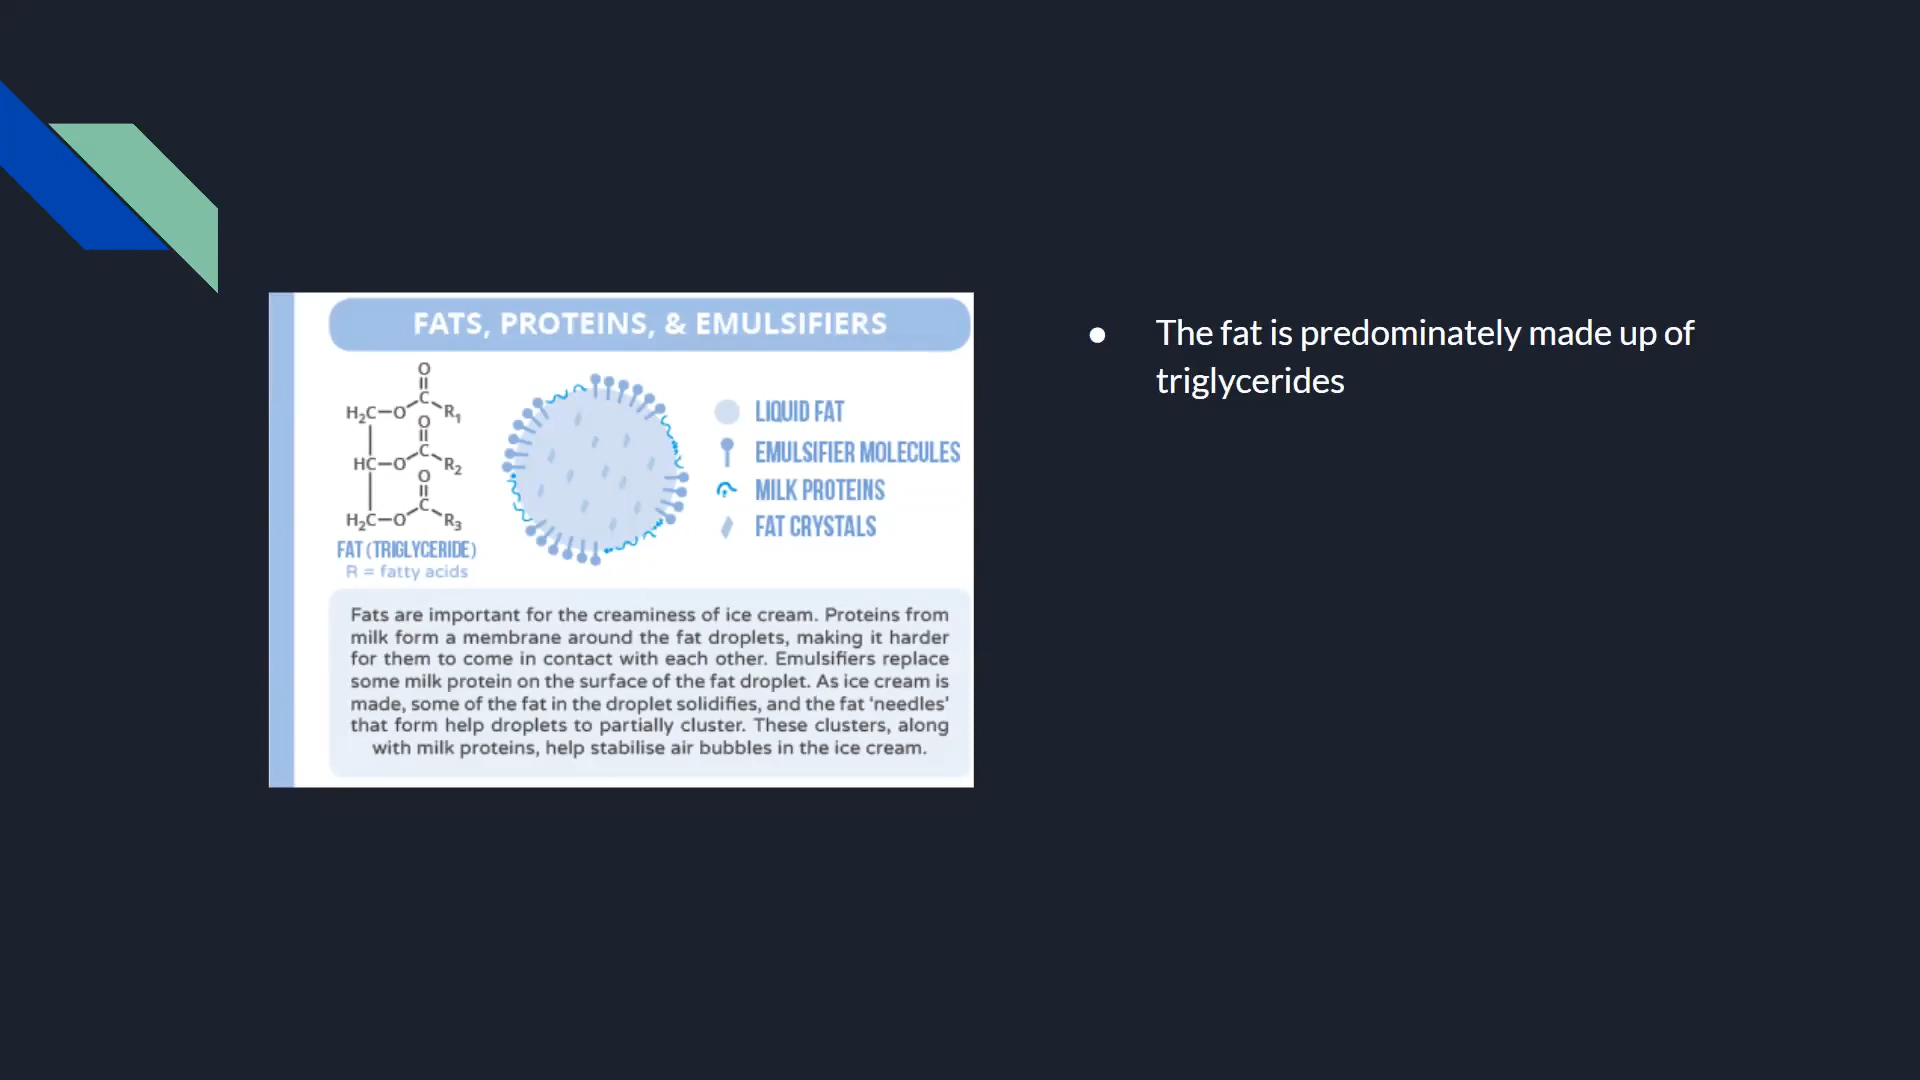 FATS, PROTEINS, & EMULSIFIERS
O
H₂C–O C R₁
O
HC–O C R₂
O
H₂C–O C R₃
FAT (TRIGLYCERIDE)
R = fatty acids
LIQUID FAT
EMULSIFIER MOLECULES
MILK PROTEINS
FAT CRYSTALS
Fats are important for the creaminess of ice cream. Proteins from
milk form a membrane around the fat droplets, making it harder
for them to come in contact with each other. Emulsifiers replace
some milk protein on the surface of the fat droplet. As ice cream is
made, some of the fat in the droplet solidifies, and the fat 'needles'
that form help droplets to partially cluster. These clusters, along
with milk proteins, help stabilise air bubbles in the ice cream.
● The fat is predominately made up of
triglycerides